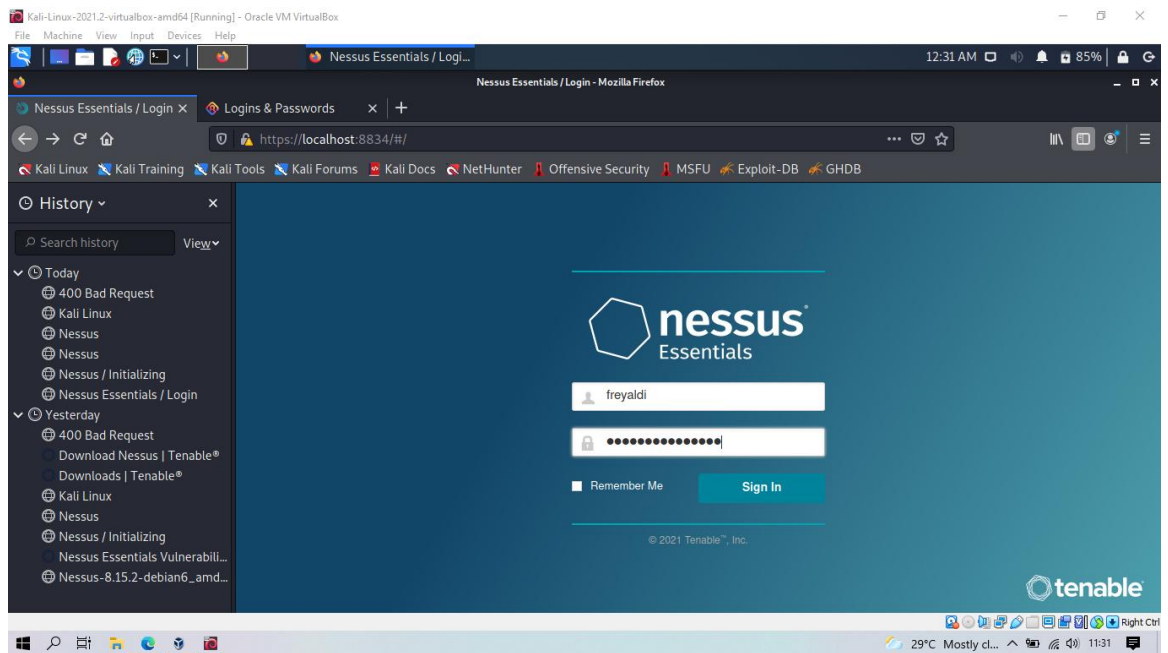 Kali-Linux-2021.2-virtualbox-amd64 [Running] - Oracle VM VirtualBox
File Machine View Input Devices Help
Nessus Essentials / Logi... 12:31 AM 85%
Nessus Essentials / Login - Mozilla Firefox
Nessus Essentials / Login Logins & Passwords
https://localhost:8834/#/
Kali Linux Kali Training Kali Tools Kali Forums Kali Docs NetHunter Offensive Security MSFU Exploit-DB GHDB
History
Search history View
Today
400 Bad Request
Kali Linux
Nessus
Nessus
Nessus / Initializing
Nessus Essentials / Login
Yesterday
400 Bad Request
Download Nessus | Tenable®
Downloads | Tenable®
Kali Linux
Nessus
Nessus / Initializing
Nessus Essentials Vulnerabili...
Nessus-8.15.2-debian6_amd...
nessus
Essentials
freyaldi
Remember Me Sign In
© 2021 Tenable™, Inc.
tenable
Right Ctrl
29°C Mostly cl... 11:31